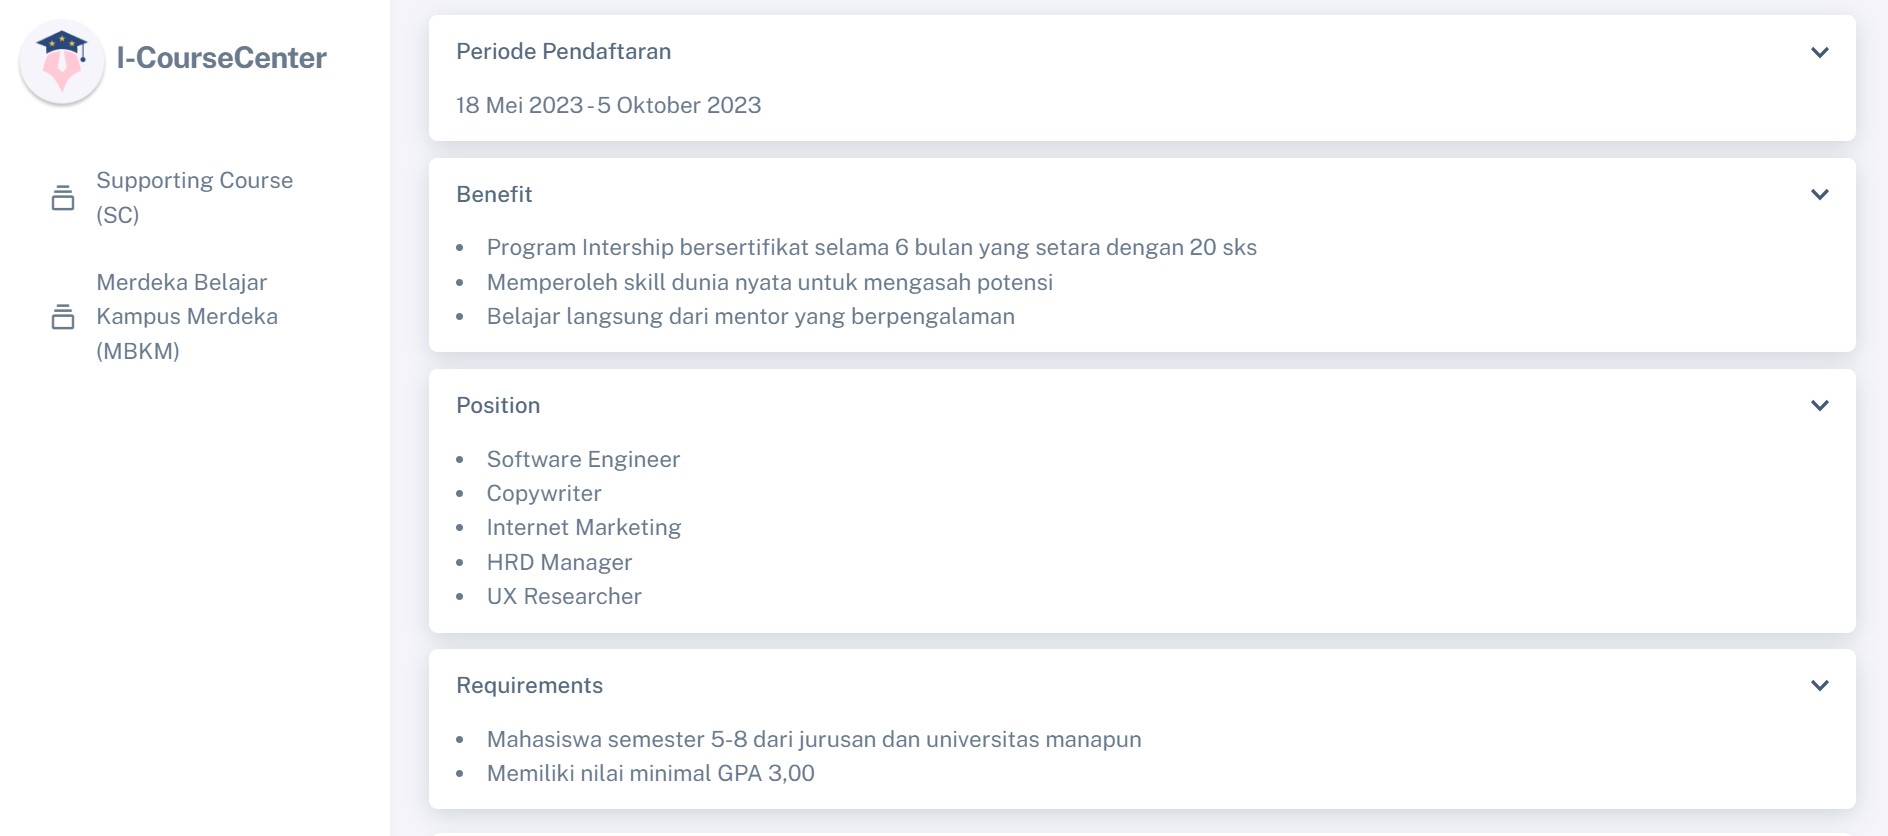 I-CourseCenter
Supporting Course
(SC)
Merdeka Belajar
Kampus Merdeka
(MBKM)
Periode Pendaftaran
18 Mei 2023 - 5 Oktober 2023
Benefit
• Program Intership bersertifikat selama 6 bulan yang setara dengan 20 sks
• Memperoleh skill dunia nyata untuk mengasah potensi
• Belajar langsung dari mentor yang berpengalaman
Position
• Software Engineer
• Copywriter
• Internet Marketing
• HRD Manager
• UX Researcher
Requirements
• Mahasiswa semester 5-8 dari jurusan dan universitas manapun
• Memiliki nilai minimal GPA 3,00